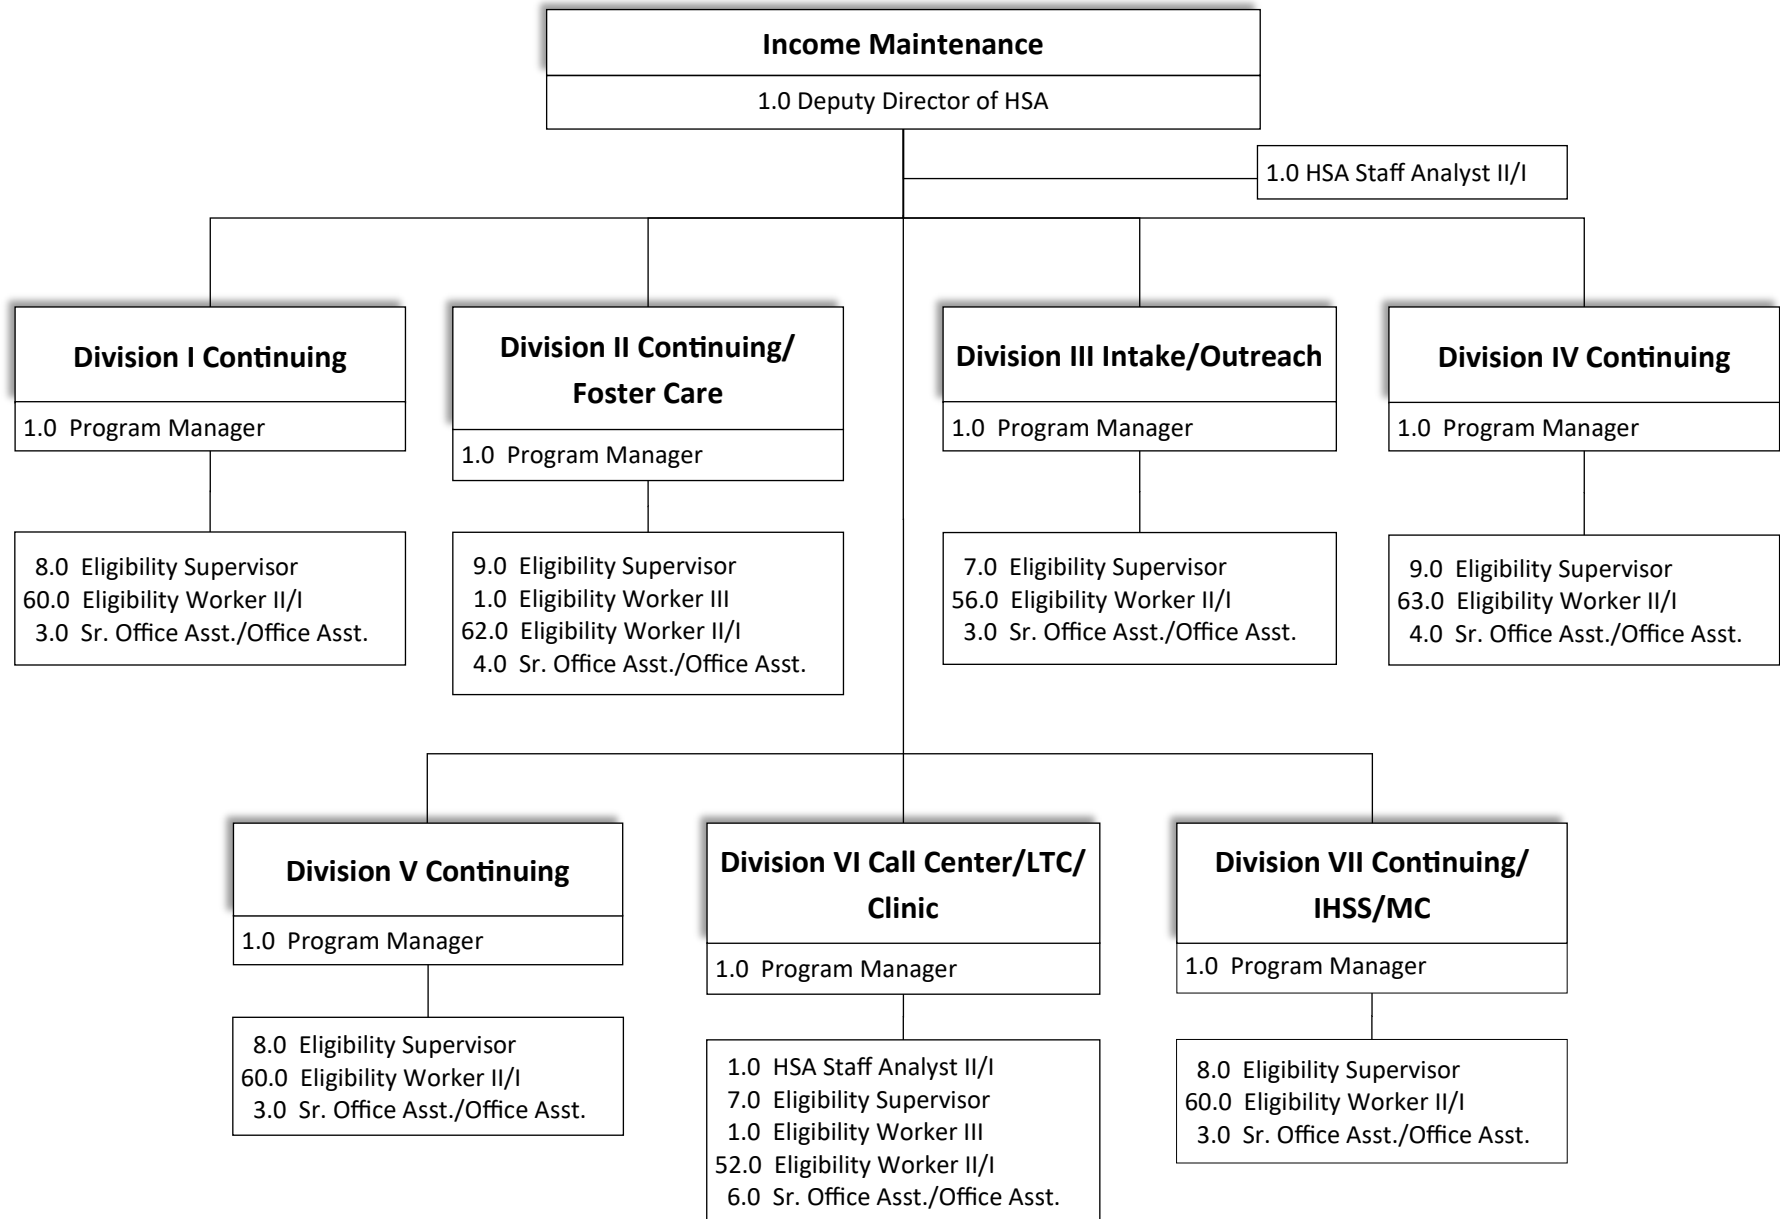 Income Maintenance
1.0 Deputy Director of HSA
1.0 HSA Staff Analyst II/I
Division I Continuing
1.0 Program Manager
8.0 Eligibility Supervisor
60.0 Eligibility Worker II/I
3.0 Sr. Office Asst./Office Asst.
Division II Continuing/
Foster Care
1.0 Program Manager
9.0 Eligibility Supervisor
1.0 Eligibility Worker III
62.0 Eligibility Worker II/I
4.0 Sr. Office Asst./Office Asst.
Division III Intake/Outreach
1.0 Program Manager
7.0 Eligibility Supervisor
56.0 Eligibility Worker II/I
3.0 Sr. Office Asst./Office Asst.
Division IV Continuing
1.0 Program Manager
9.0 Eligibility Supervisor
63.0 Eligibility Worker II/I
4.0 Sr. Office Asst./Office Asst.
Division V Continuing
1.0 Program Manager
8.0 Eligibility Supervisor
60.0 Eligibility Worker II/I
3.0 Sr. Office Asst./Office Asst.
Division VI Call Center/LTC/
Clinic
1.0 Program Manager
1.0 HSA Staff Analyst II/I
7.0 Eligibility Supervisor
1.0 Eligibility Worker III
52.0 Eligibility Worker II/I
6.0 Sr. Office Asst./Office Asst.
Division VII Continuing/
IHSS/MC
1.0 Program Manager
8.0 Eligibility Supervisor
60.0 Eligibility Worker II/I
3.0 Sr. Office Asst./Office Asst.